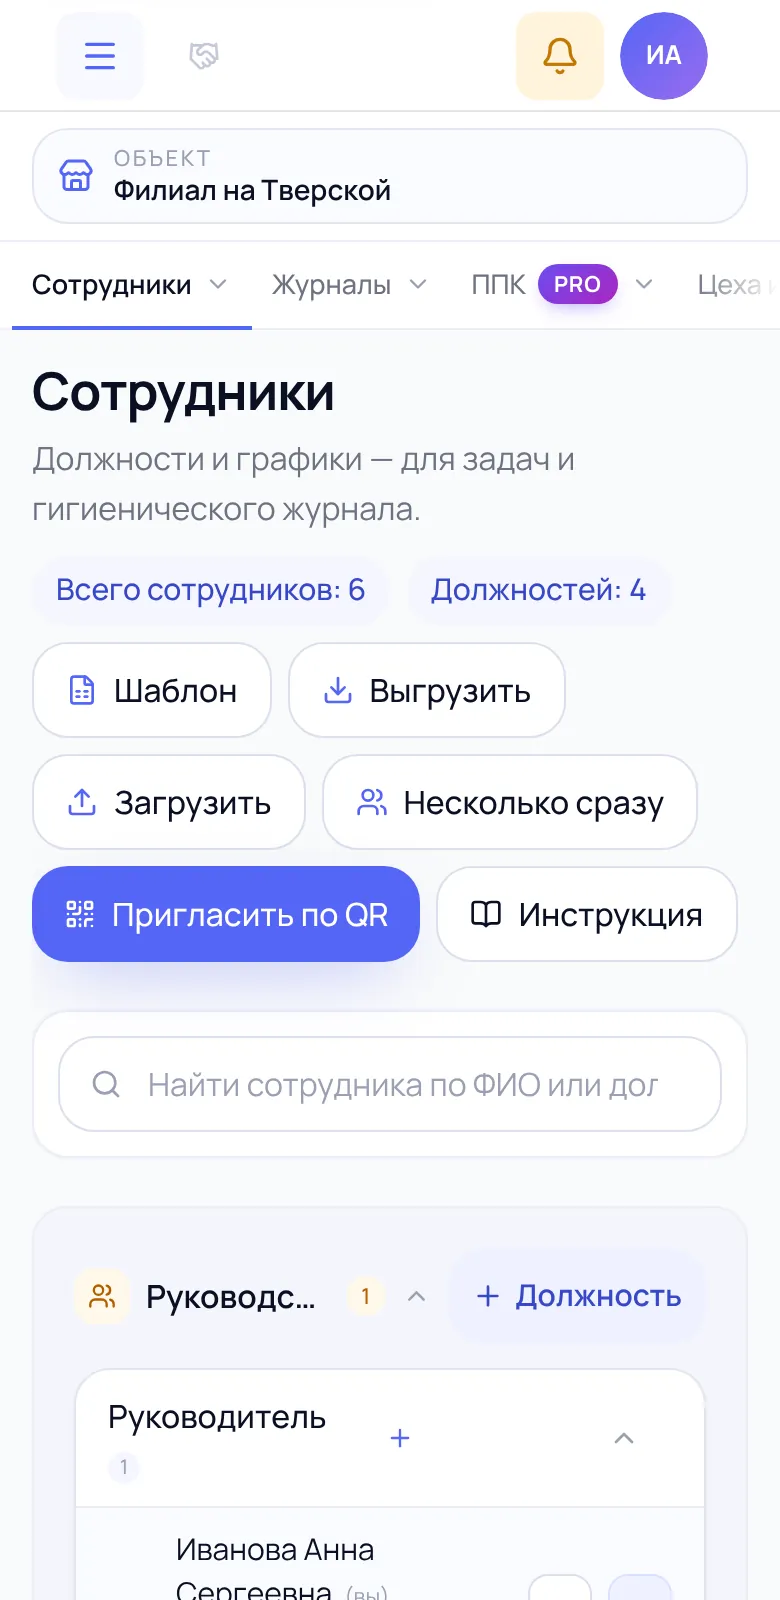 ИА
ОБЪЕКТ
Филиал на Тверской
Сотрудники Журналы ППК PRO Цеха и
Сотрудники
Должности и графики — для задач и
гигиенического журнала.
Всего сотрудников: 6 Должностей: 4
Шаблон Выгрузить
Загрузить Несколько сразу
Пригласить по QR Инструкция
Найти сотрудника по ФИО или дол
Руководс... 1 + Должность
Руководитель +
1
Иванова Анна
Сергеевна (вы)